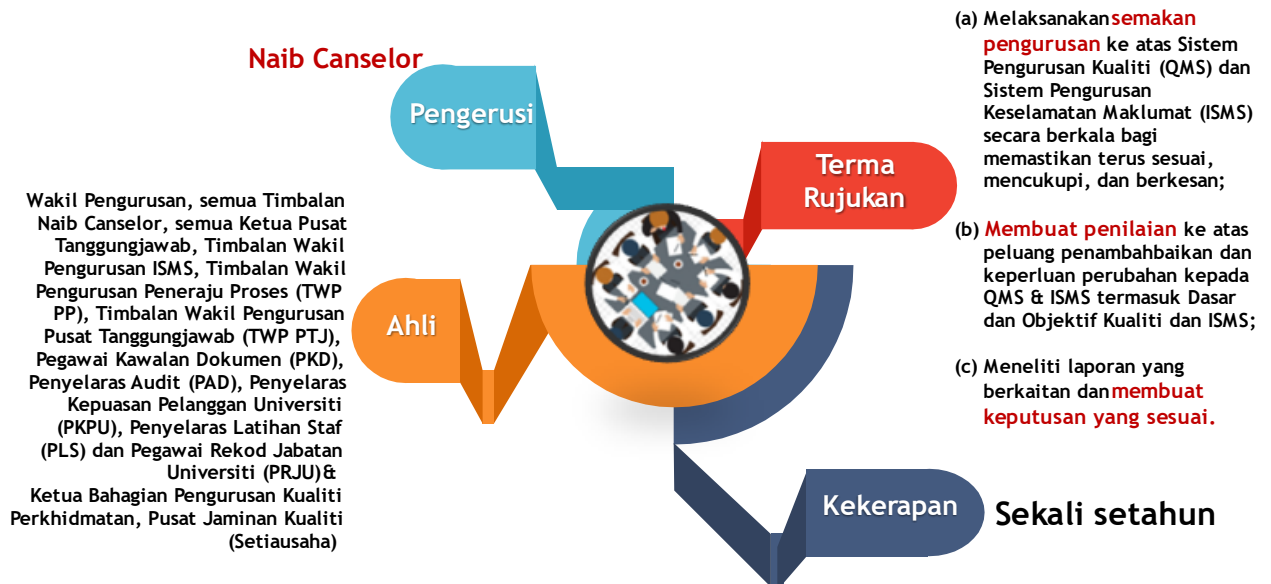 Naib Canselor
Pengerusi
Wakil Pengurusan, semua Timbalan
Naib Canselor, semua Ketua Pusat
Tanggungjawab, Timbalan Wakil
Pengurusan ISMS, Timbalan Wakil
Pengurusan Peneraju Proses (TWP
PP), Timbalan Wakil Pengurusan
Pusat Tanggungjawab (TWP PTJ),
Pegawai Kawalan Dokumen (PKD),
Penyelaras Audit (PAD), Penyelaras
Kepuasan Pelanggan Universiti
(PKPU), Penyelaras Latihan Staf
(PLS) dan Pegawai Rekod Jabatan
Universiti (PRJU)&
Ketua Bahagian Pengurusan Kualiti
Perkhidmatan, Pusat Jaminan Kualiti
(Setiausaha)
Ahli
Terma
Rujukan
(a) Melaksanakan semakan
pengurusan ke atas Sistem
Pengurusan Kualiti (QMS) dan
Sistem Pengurusan
Keselamatan Maklumat (ISMS)
secara berkala bagi
memastikan terus sesuai,
mencukupi, dan berkesan;
(b) Membuat penilaian ke atas
peluang penambahbaikan dan
keperluan perubahan kepada
QMS & ISMS termasuk Dasar
dan Objektif Kualiti dan ISMS;
(c) Meneliti laporan yang
berkaitan dan membuat
keputusan yang sesuai.
Kekerapan
Sekali setahun